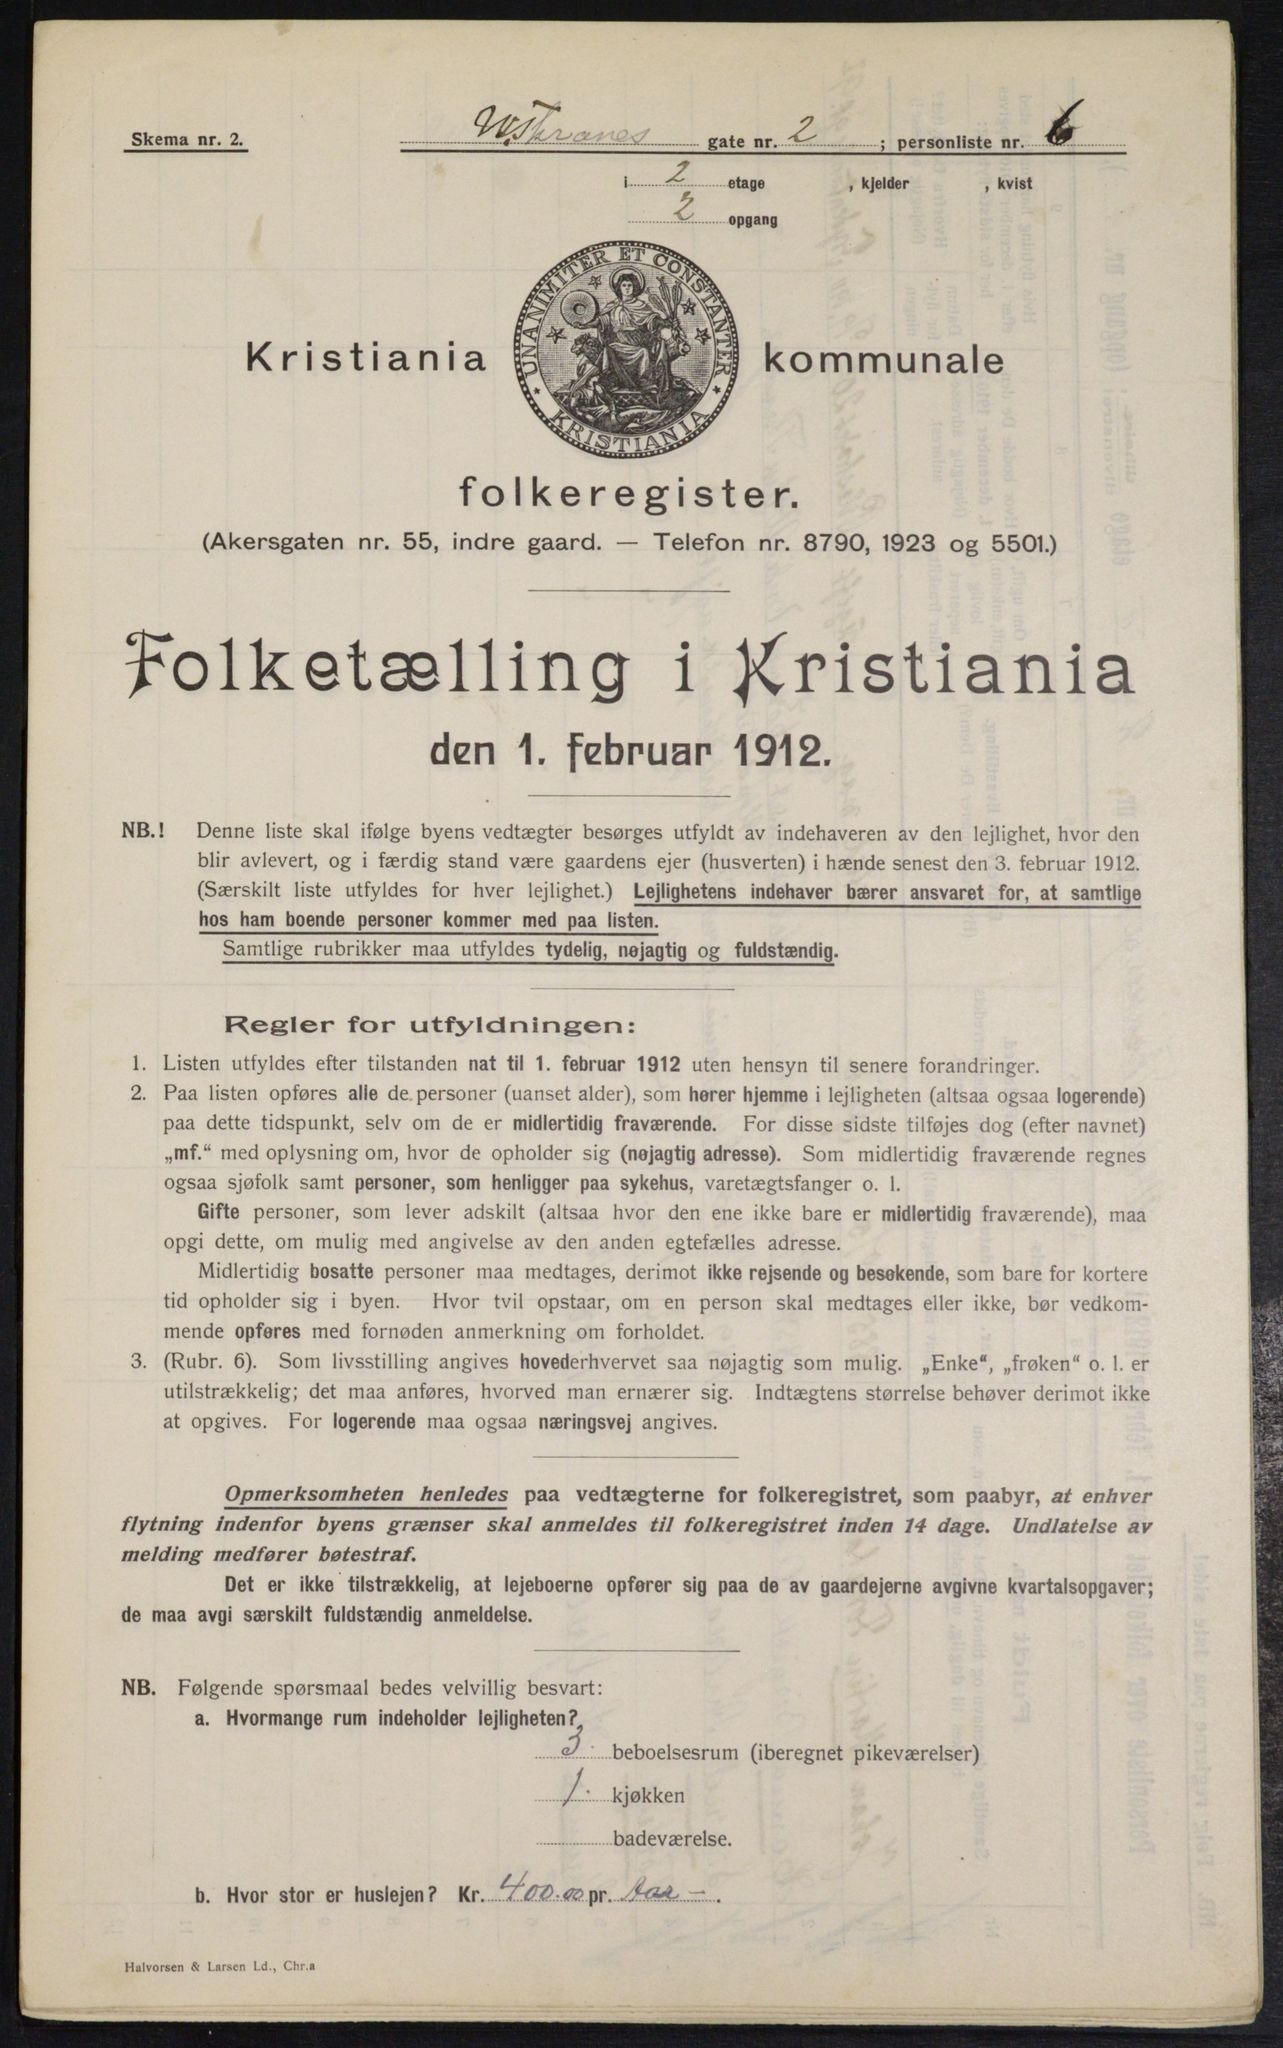 Skema nr. 2. W. Thranes gate nr. 2 ; personliste nr. 6
i 2 etage , kjelder , kvist
2 opgang
UNANIMITER ET CONSTANTER
KRISTIANIA
Kristiania kommunale
folkeregister.
(Akersgaten nr. 55, indre gaard. — Telefon nr. 8790, 1923 og 5501.)
Folketælling i Kristiania
den 1. februar 1912.
NB.! Denne liste skal ifølge byens vedtægter besørges utfyldt av indehaveren av den lejlighet, hvor den
blir avlevert, og i færdig stand være gaardens ejer (husverten) i hænde senest den 3. februar 1912.
(Særskilt liste utfyldes for hver lejlighet.) Lejlighetens indehaver bærer ansvaret for, at samtlige
hos ham boende personer kommer med paa listen.
Samtlige rubrikker maa utfyldes tydelig, nøjagtig og fuldstændig.
Regler for utfyldningen:
1. Listen utfyldes efter tilstanden nat til 1. februar 1912 uten hensyn til senere forandringer.
2. Paa listen opføres alle de personer (uanset alder), som hører hjemme i lejligheten (altsaa ogsaa logerende)
paa dette tidspunkt, selv om de er midlertidig fraværende. For disse sidste tilføjes dog (efter navnet)
„mf.“ med oplysning om, hvor de opholder sig (nøjagtig adresse). Som midlertidig fraværende regnes
ogsaa sjøfolk samt personer, som henligger paa sykehus, varetægtsfanger o. l.
Gifte personer, som lever adskilt (altsaa hvor den ene ikke bare er midlertidig fraværende), maa
opgi dette, om mulig med angivelse av den anden egtefælles adresse.
Midlertidig bosatte personer maa medtages, derimot ikke rejsende og besøkende, som bare for kortere
tid opholder sig i byen. Hvor tvil opstaar, om en person skal medtages eller ikke, bør vedkom-
mende opføres med fornøden anmerkning om forholdet.
3. (Rubr. 6). Som livsstilling angives hovederhvervet saa nøjagtig som mulig. „Enke“, „frøken“ o. l. er
utilstrækkelig; det maa anføres, hvorved man ernærer sig. Indtægtens størrelse behøver derimot ikke
at opgives. For logerende maa ogsaa næringsvej angives.
Opmerksomheten henledes paa vedtægterne for folkeregistret, som paabyr, at enhver
flytning indenfor byens grænser skal anmeldes til folkeregistret inden 14 dage. Undlatelse av
melding medfører bøtestraf.
Det er ikke tilstrækkelig, at lejeboerne opfører sig paa de av gaardejerne avgivne kvartalsopgaver;
de maa avgi særskilt fuldstændig anmeldelse.
NB. Følgende spørsmaal bedes velvillig besvart:
a. Hvormange rum indeholder lejligheten?
3. beboelsesrum (iberegnet pikeværelser)
1. kjøkken
badeværelse.
b. Hvor stor er huslejen? Kr. 400.00 pr. Aar —.
Halvorsen & Larsen Ld., Chr.a